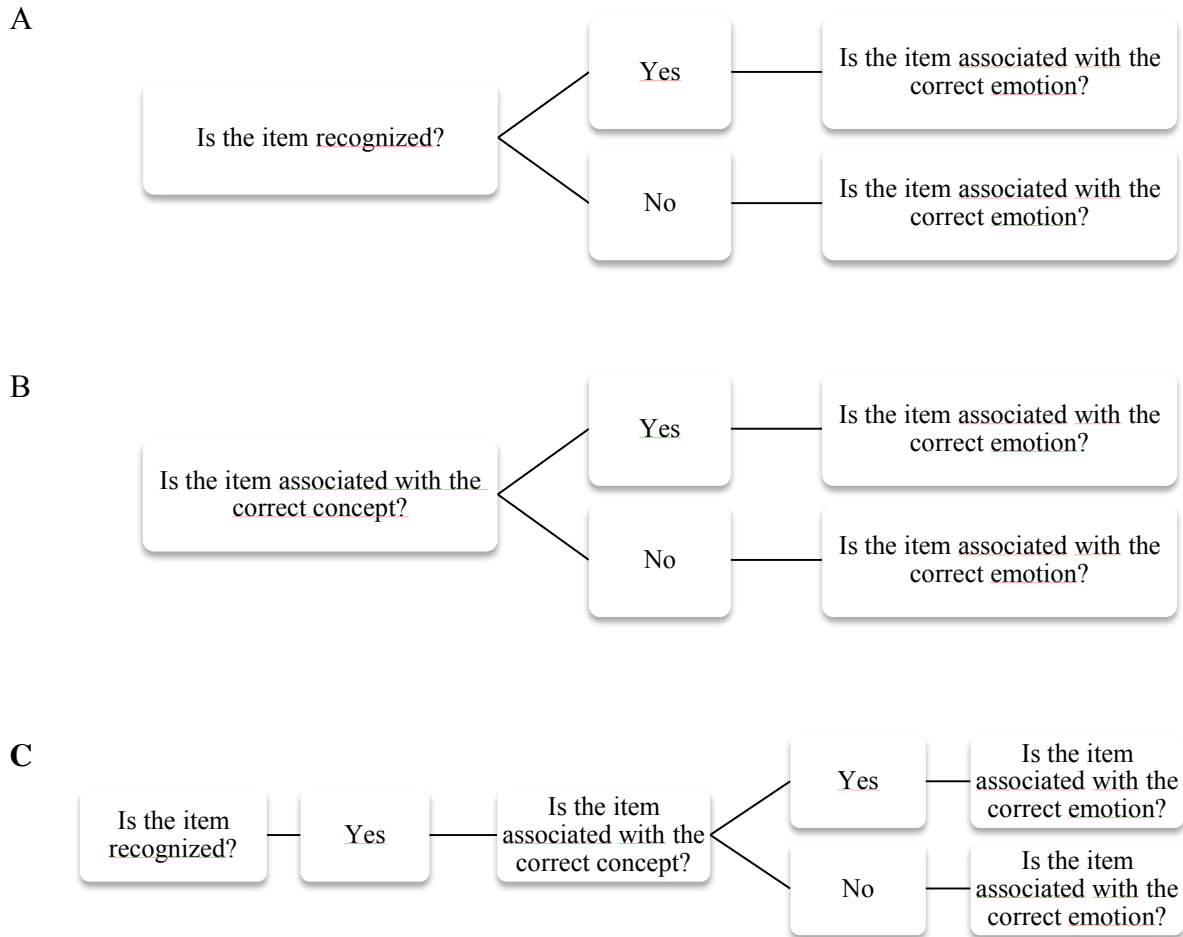 A
Is the item recognized?
Yes
Is the item associated with the
correct emotion?
No
Is the item associated with the
correct emotion?
B
Is the item associated with the
correct concept?
Yes
Is the item associated with the
correct emotion?
No
Is the item associated with the
correct emotion?
C
Is the item
recognized?
Yes
Is the item
associated with the
correct concept?
Yes
Is the item
associated with the
correct emotion?
No
Is the item
associated with the
correct emotion?